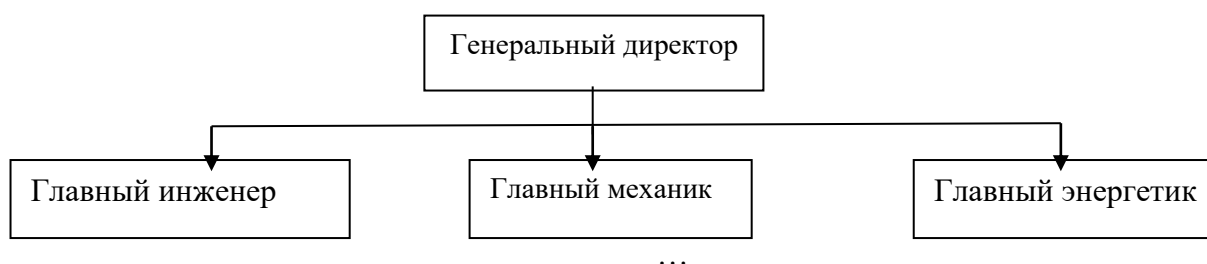 Генеральный директор
Главный инженер
Главный механик
Главный энергетик
...